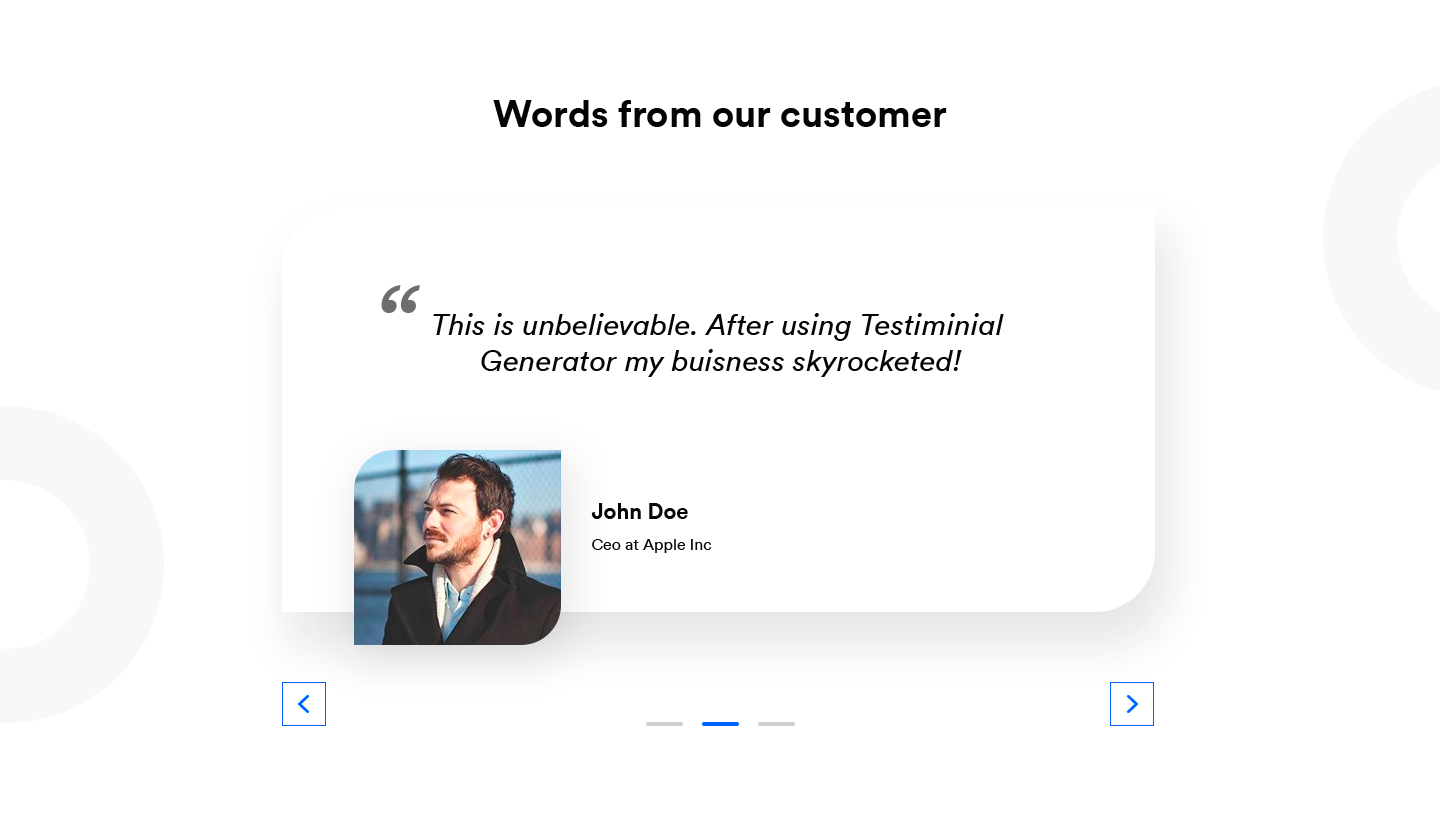 Words from our customer
“ This is unbelievable. After using Testiminial
Generator my buisness skyrocketed!
John Doe
Ceo at Apple Inc